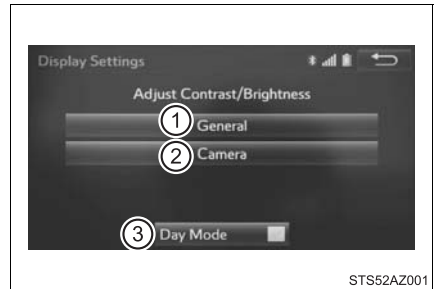 Display Settings
Adjust Contrast/Brightness
1 General
2 Camera
3 Day Mode
STS52AZ001